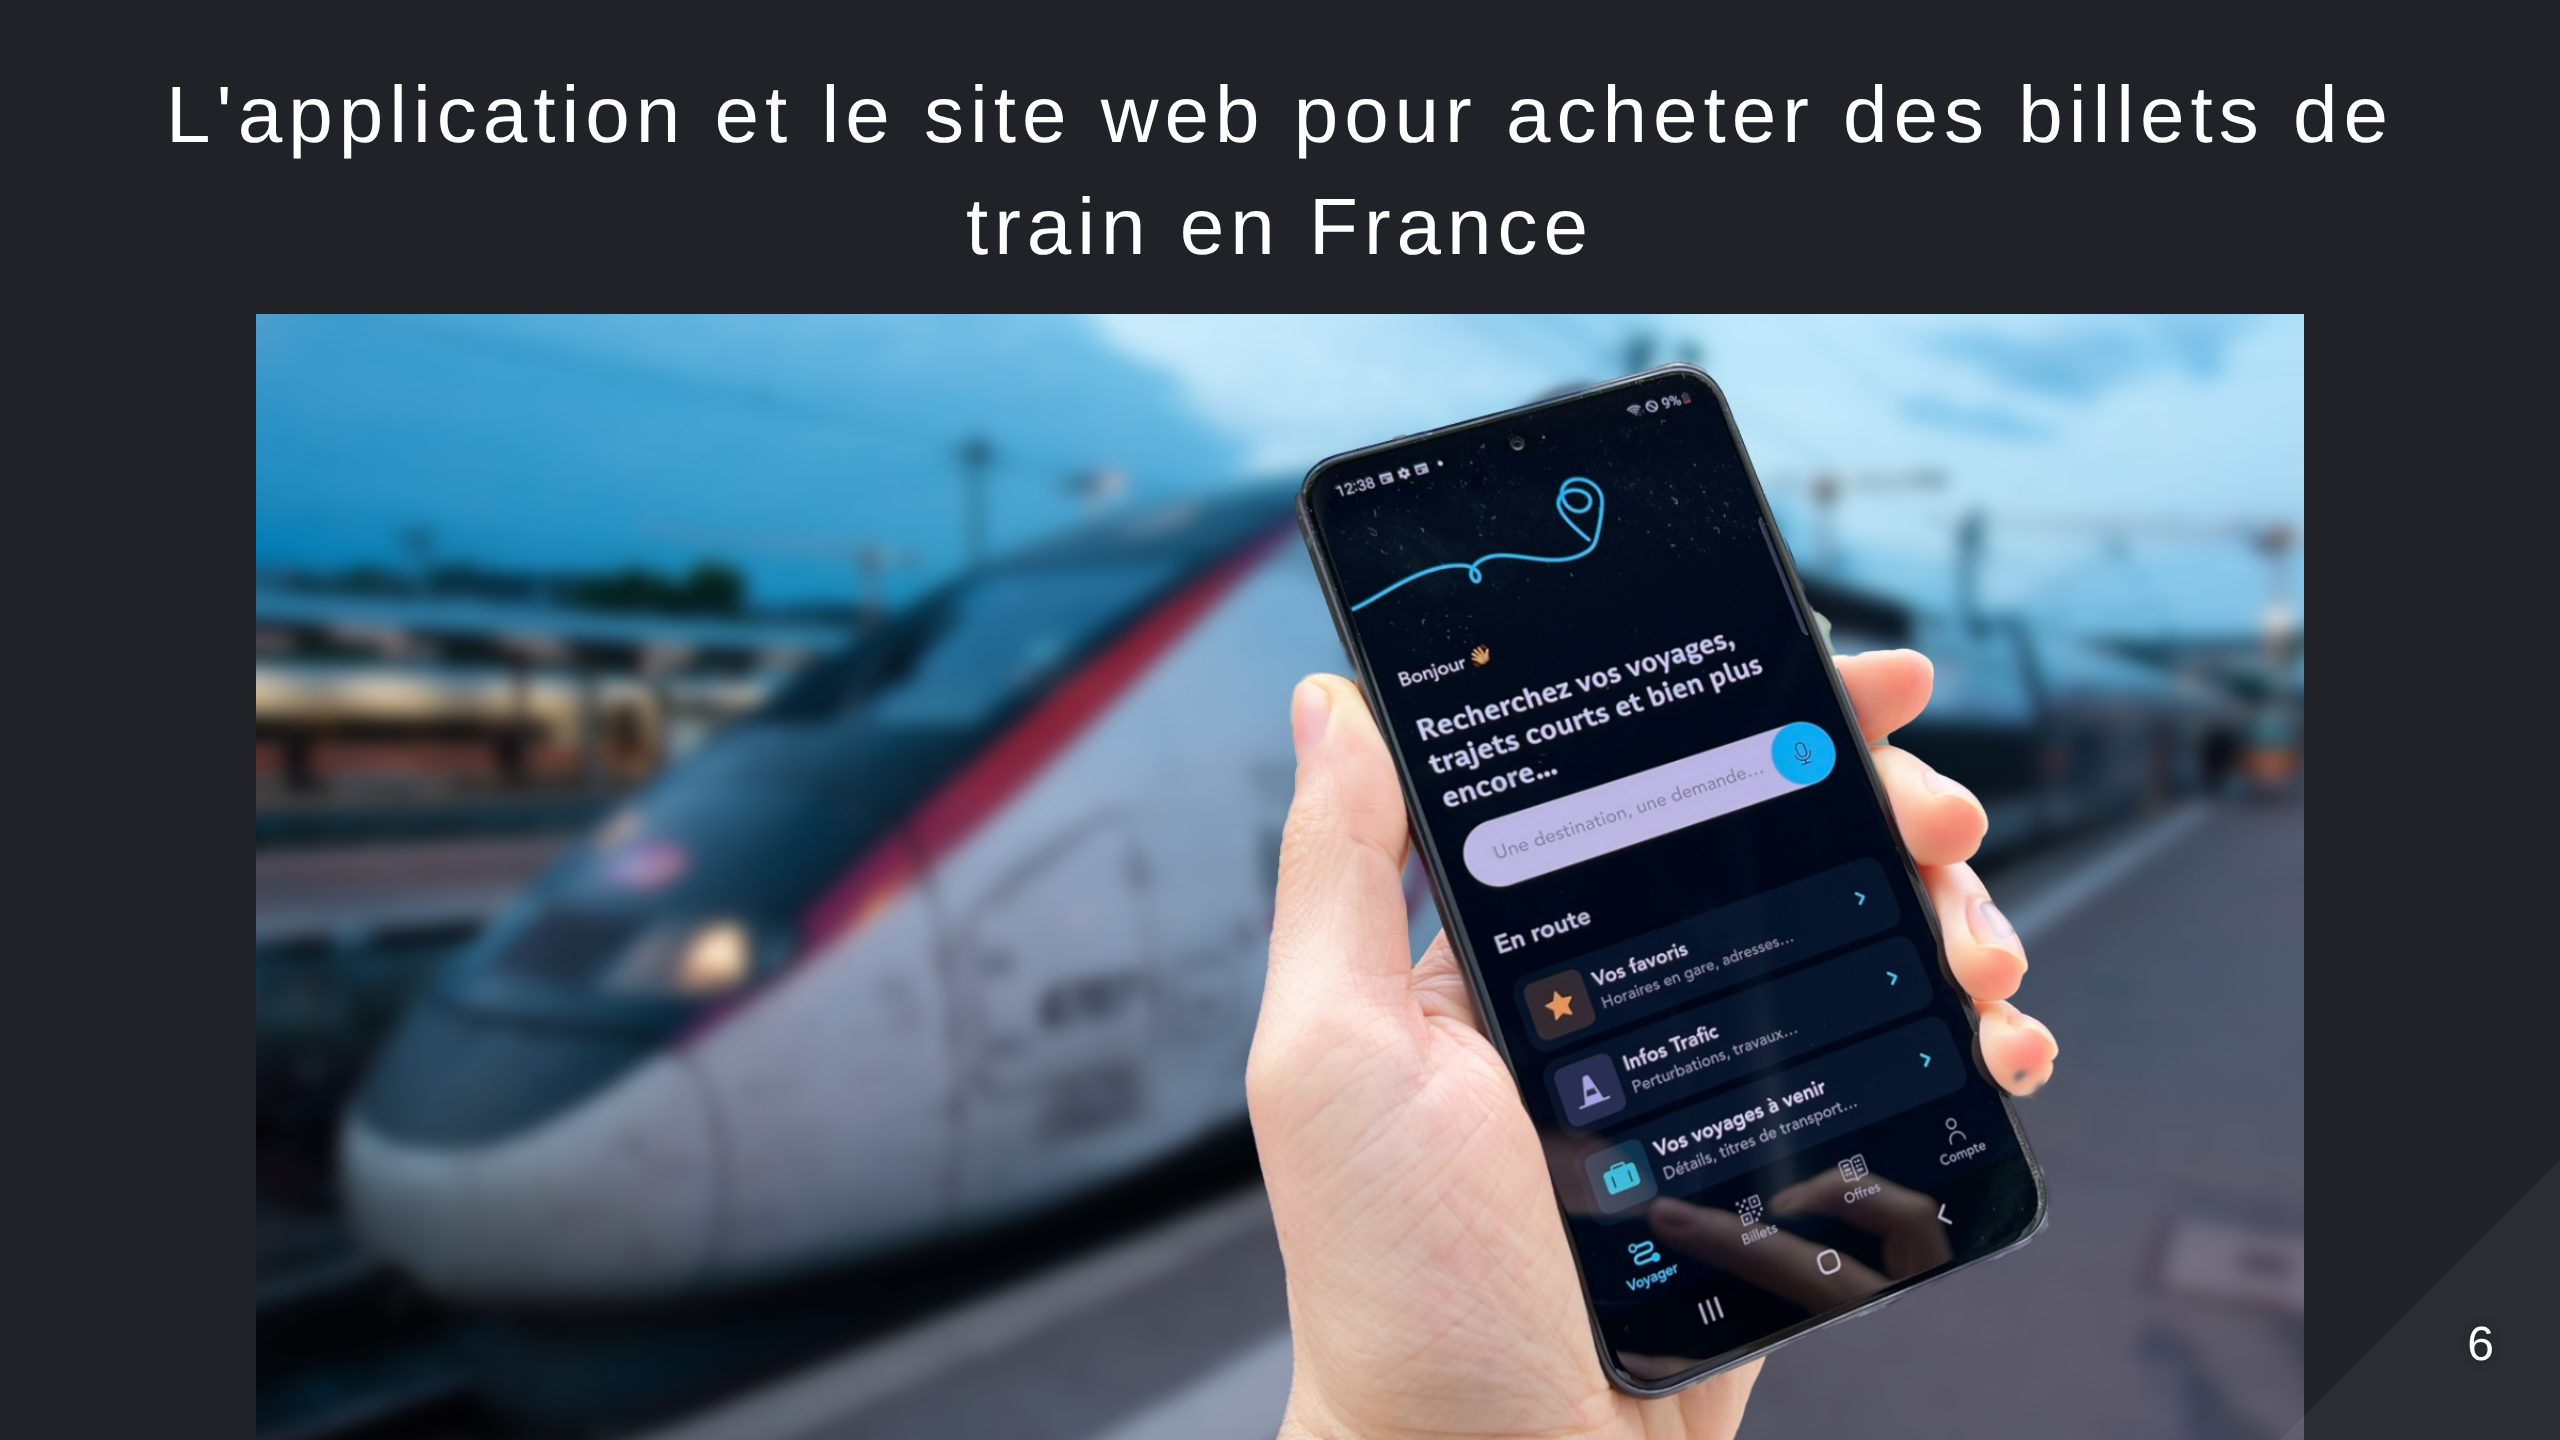 L'application et le site web pour acheter des billets de
train en France
12:38
9%
Bonjour 👋
Recherchez vos voyages,
trajets courts et bien plus
encore...
Une destination, une demande...
En route
Vos favoris
Horaires en gare, adresses...
Infos Trafic
Perturbations, travaux...
Vos voyages à venir
Détails, titres de transport...
Voyager
Billets
Offres
Compte
6